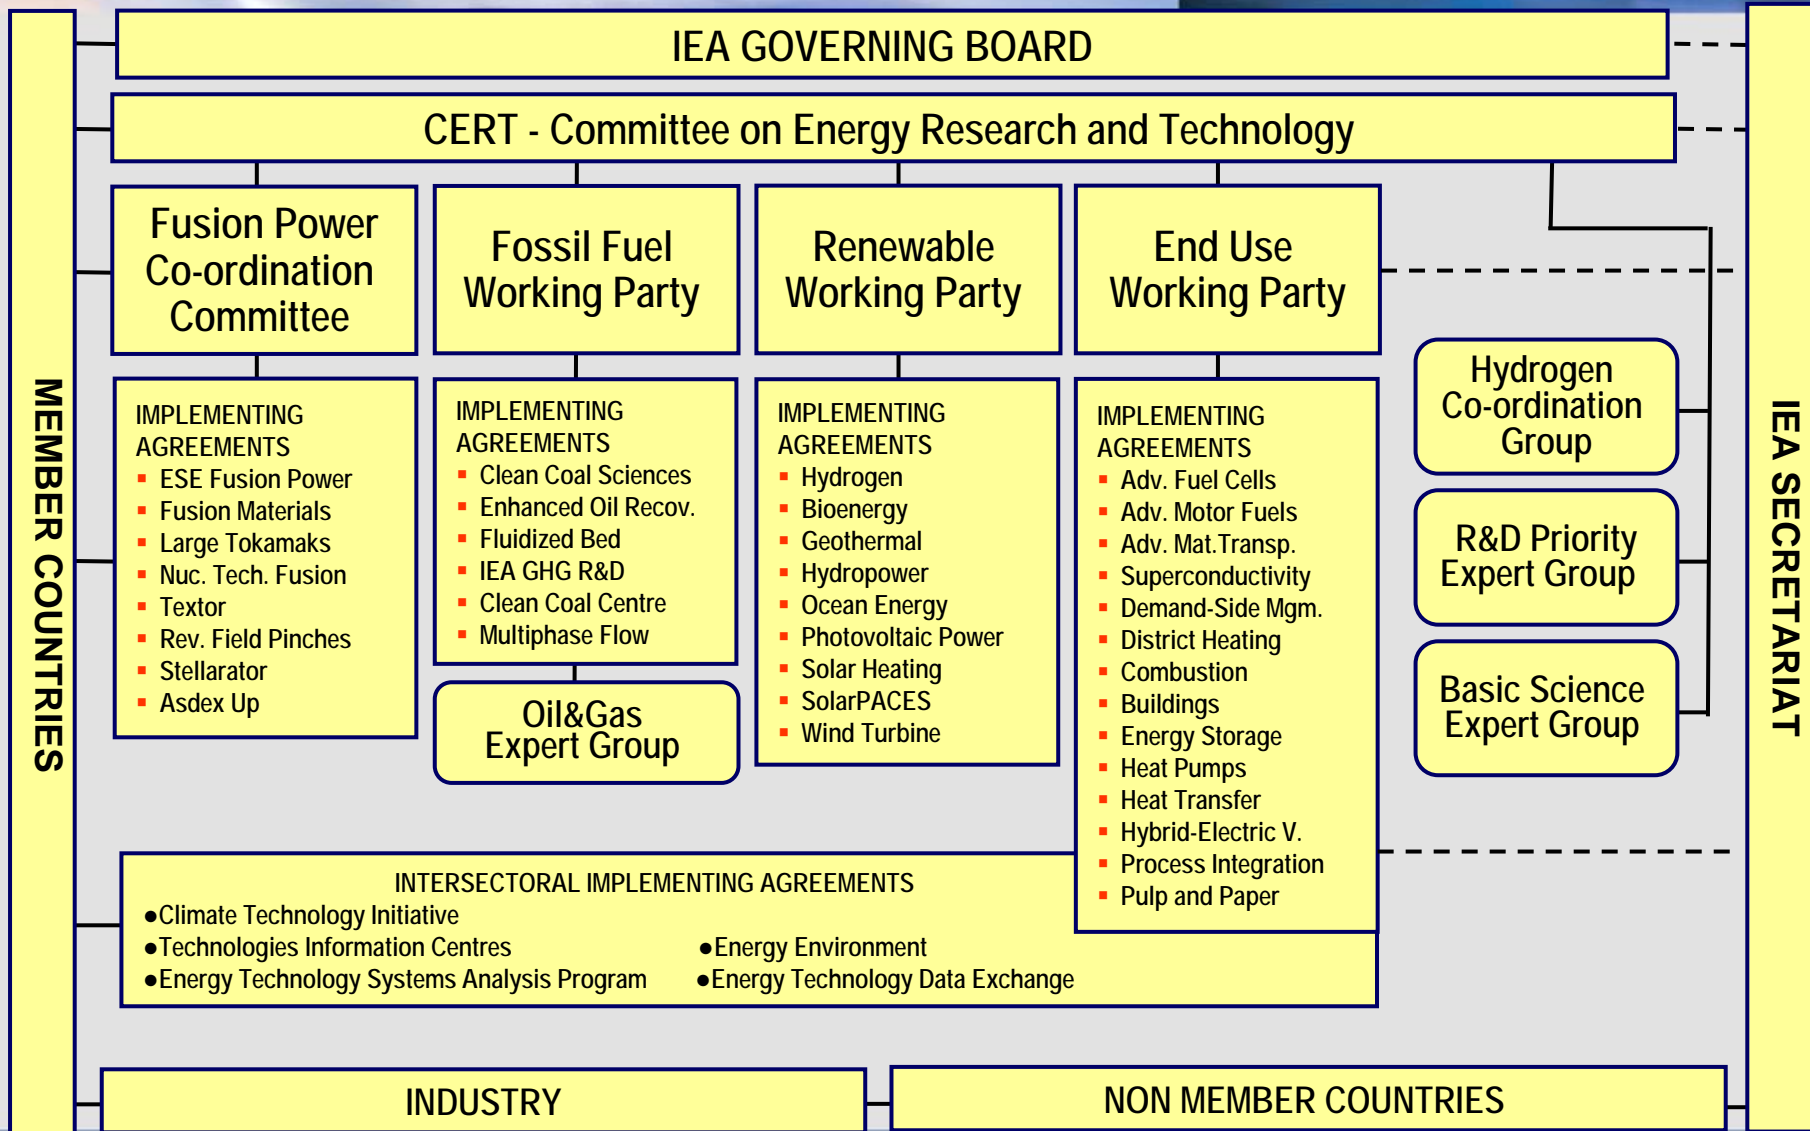 IEA GOVERNING BOARD
CERT - Committee on Energy Research and Technology
MEMBER COUNTRIES
Fusion Power
Co-ordination
Committee
Fossil Fuel
Working Party
Renewable
Working Party
End Use
Working Party
IMPLEMENTING
AGREEMENTS
▪ ESE Fusion Power
▪ Fusion Materials
▪ Large Tokamaks
▪ Nuc. Tech. Fusion
▪ Textor
▪ Rev. Field Pinches
▪ Stellarator
▪ Asdex Up
IMPLEMENTING
AGREEMENTS
▪ Clean Coal Sciences
▪ Enhanced Oil Recov.
▪ Fluidized Bed
▪ IEA GHG R&D
▪ Clean Coal Centre
▪ Multiphase Flow
Oil&Gas
Expert Group
IMPLEMENTING
AGREEMENTS
▪ Hydrogen
▪ Bioenergy
▪ Geothermal
▪ Hydropower
▪ Ocean Energy
▪ Photovoltaic Power
▪ Solar Heating
▪ SolarPACES
▪ Wind Turbine
IMPLEMENTING
AGREEMENTS
▪ Adv. Fuel Cells
▪ Adv. Motor Fuels
▪ Adv. Mat.Transp.
▪ Superconductivity
▪ Demand-Side Mgm.
▪ District Heating
▪ Combustion
▪ Buildings
▪ Energy Storage
▪ Heat Pumps
▪ Heat Transfer
▪ Hybrid-Electric V.
▪ Process Integration
▪ Pulp and Paper
Hydrogen
Co-ordination
Group
R&D Priority
Expert Group
Basic Science
Expert Group
IEA SECRETARIAT
INTERSECTORAL IMPLEMENTING AGREEMENTS
●Climate Technology Initiative
●Technologies Information Centres ●Energy Environment
●Energy Technology Systems Analysis Program ●Energy Technology Data Exchange
INDUSTRY
NON MEMBER COUNTRIES